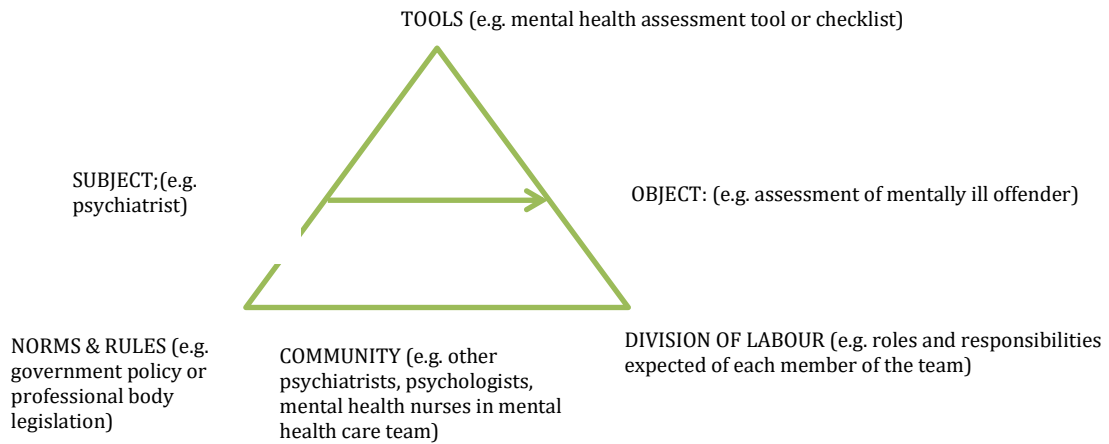 TOOLS (e.g. mental health assessment tool or checklist)
SUBJECT;(e.g.
psychiatrist)
OBJECT: (e.g. assessment of mentally ill offender)
NORMS & RULES (e.g.
government policy or
professional body
legislation)
COMMUNITY (e.g. other
psychiatrists, psychologists,
mental health nurses in mental
health care team)
DIVISION OF LABOUR (e.g. roles and responsibilities
expected of each member of the team)